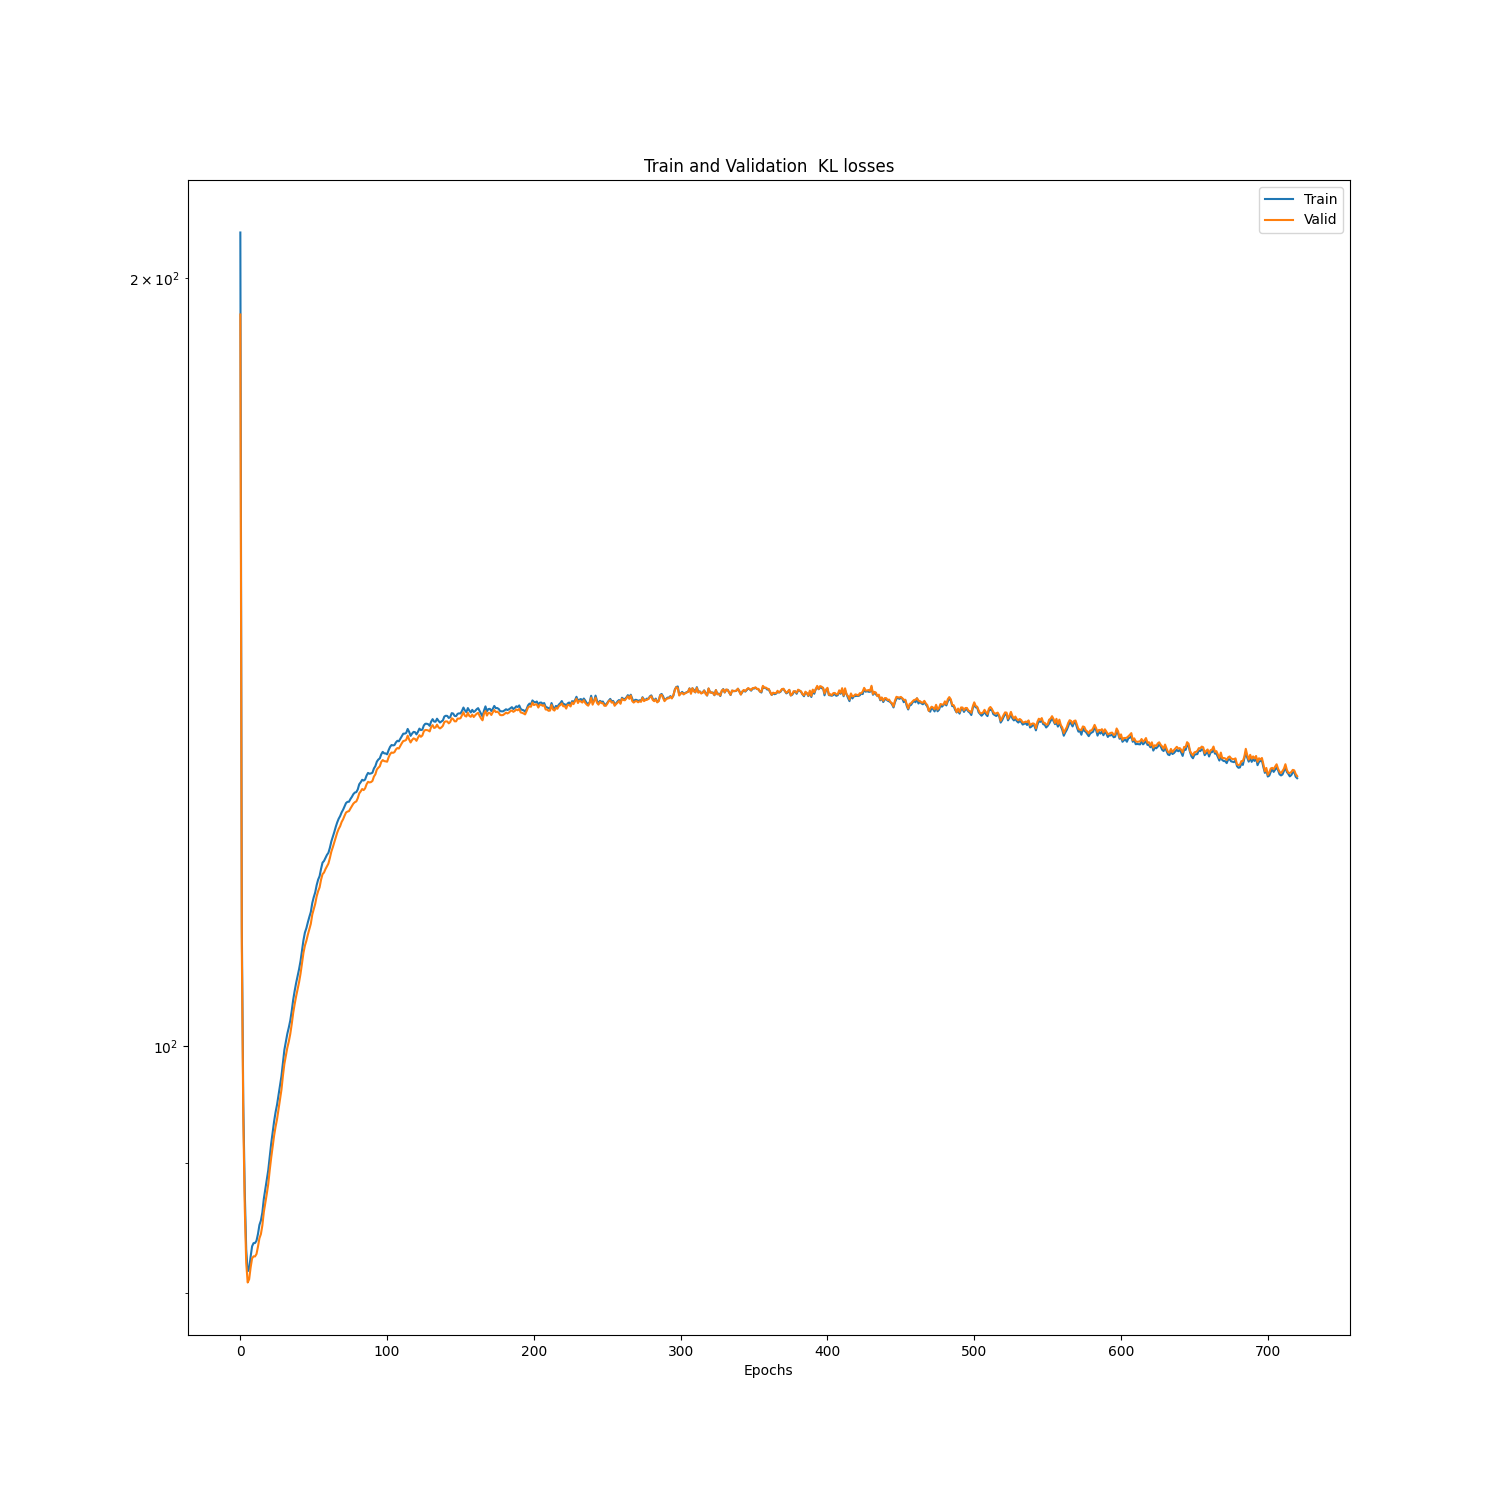 Train and Validation  KL losses
Train
Valid
2 × 10²
10²
0 100 200 300 400 500 600 700
Epochs